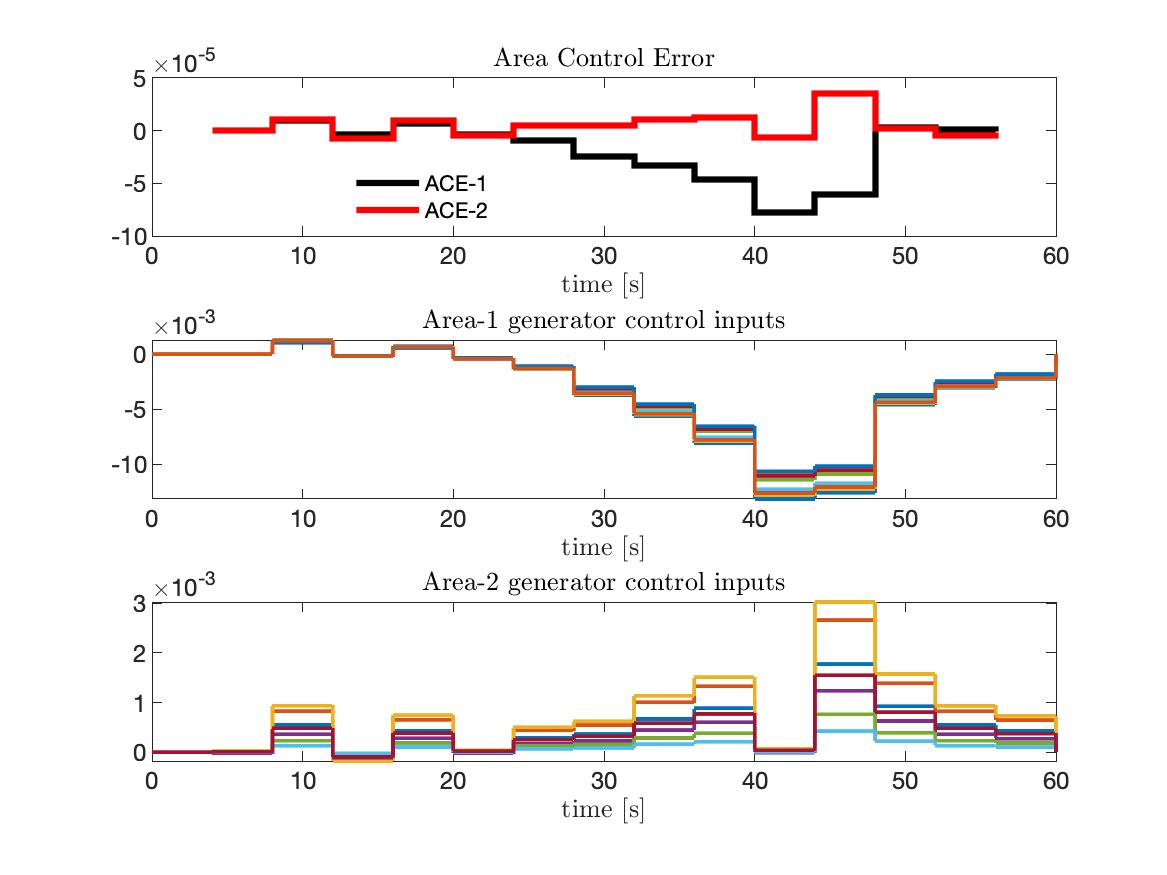 ×10-5
Area Control Error
5
0
-5
-10
ACE-1
ACE-2
0 10 20 30 40 50 60
time [s]
×10-3
Area-1 generator control inputs
0
-5
-10
0 10 20 30 40 50 60
time [s]
×10-3
Area-2 generator control inputs
3
2
1
0
0 10 20 30 40 50 60
time [s]